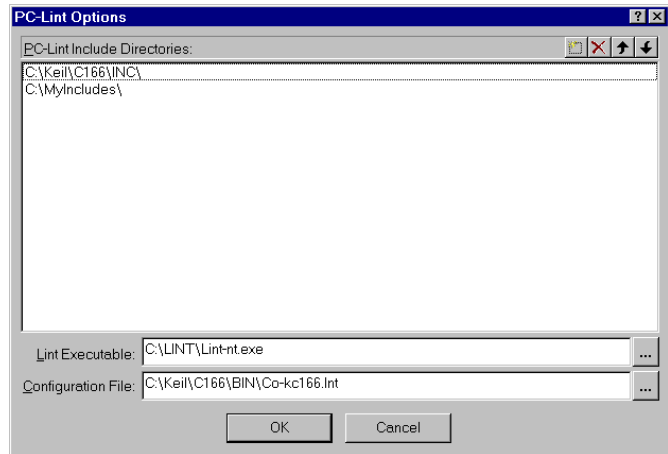 PC-Lint Options
PC-Lint Include Directories:
C:\Keil\C166\INC\
C:\MyIncludes\
Lint Executable: C:\LINT\Lint-nt.exe ...
Configuration File: C:\Keil\C166\BIN\Co-kc166.lnt ...
OK Cancel